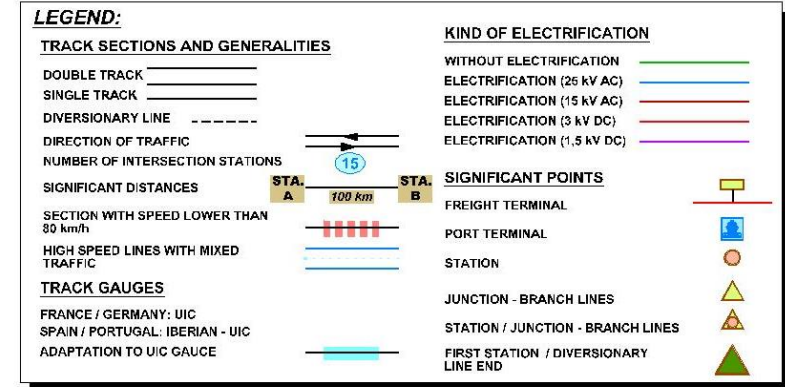 LEGEND:
TRACK SECTIONS AND GENERALITIES
DOUBLE TRACK
SINGLE TRACK
DIVERSIONARY LINE
DIRECTION OF TRAFFIC
NUMBER OF INTERSECTION STATIONS
15
SIGNIFICANT DISTANCES
STA. A
100 km
STA. B
SECTION WITH SPEED LOWER THAN
80 km/h
HIGH SPEED LINES WITH MIXED
TRAFFIC
TRACK GAUGES
FRANCE / GERMANY: UIC
SPAIN / PORTUGAL: IBERIAN - UIC
ADAPTATION TO UIC GAUCE
KIND OF ELECTRIFICATION
WITHOUT ELECTRIFICATION
ELECTRIFICATION (25 kV AC)
ELECTRIFICATION (15 kV AC)
ELECTRIFICATION (3 kV DC)
ELECTRIFICATION (1,5 kV DC)
SIGNIFICANT POINTS
FREIGHT TERMINAL
PORT TERMINAL
STATION
JUNCTION - BRANCH LINES
STATION / JUNCTION - BRANCH LINES
FIRST STATION / DIVERSIONARY
LINE END